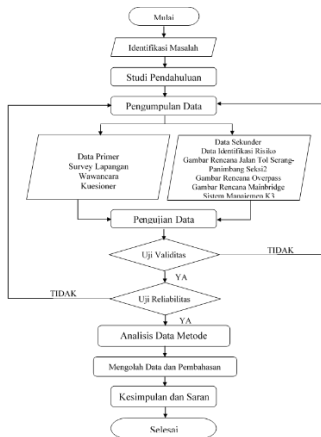 Mulai
Identifikasi Masalah
Studi Pendahuluan
Pengumpulan Data
Data Primer
Survey Lapangan
Wawancara
Kuesioner
Data Sekunder
Data Identifikasi Risiko
Gambar Rencana Jalan Tol Serang-
Panimbang Seksi2
Gambar Rencana Overpass
Gambar Rencana Mainbridge
Sistem Manajemen K3
Pengujian Data
Uji Validitas
TIDAK
YA
TIDAK
Uji Reliabilitas
YA
Analisis Data Metode
Mengolah Data dan Pembahasan
Kesimpulan dan Saran
Selesai